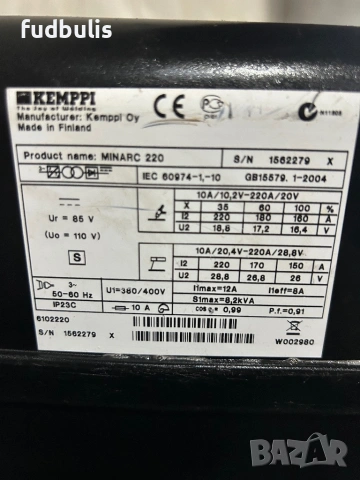 fudbulis
KEMPPI
The Joy of Welding
Manufacturer: Kemppi Oy
Made in Finland
CE
N11803
Product name: MINARC 220
S/N 1562279 X
IEC 60974-1,-10
GB15579. 1-2004
10A/10,2V-220A/20V
X 35 60 100 %
Ur = 85 V
I2 220 180 160 A
(Uo = 110 V)
U2 18,8 17,2 16,4 V
S
10A/20,4V-220A/28,8V
I2 220 170 150 A
U2 28,8 26,8 26 V
3~
50-60 Hz
U1=380/400V
I1max=12A
I1eff=8A
S1max=8,2kVA
IP23C
10 A
cos φ = 0,99
P.f.=0,91
6102220
S/N 1562279 X
W002980
BAZAR
bg